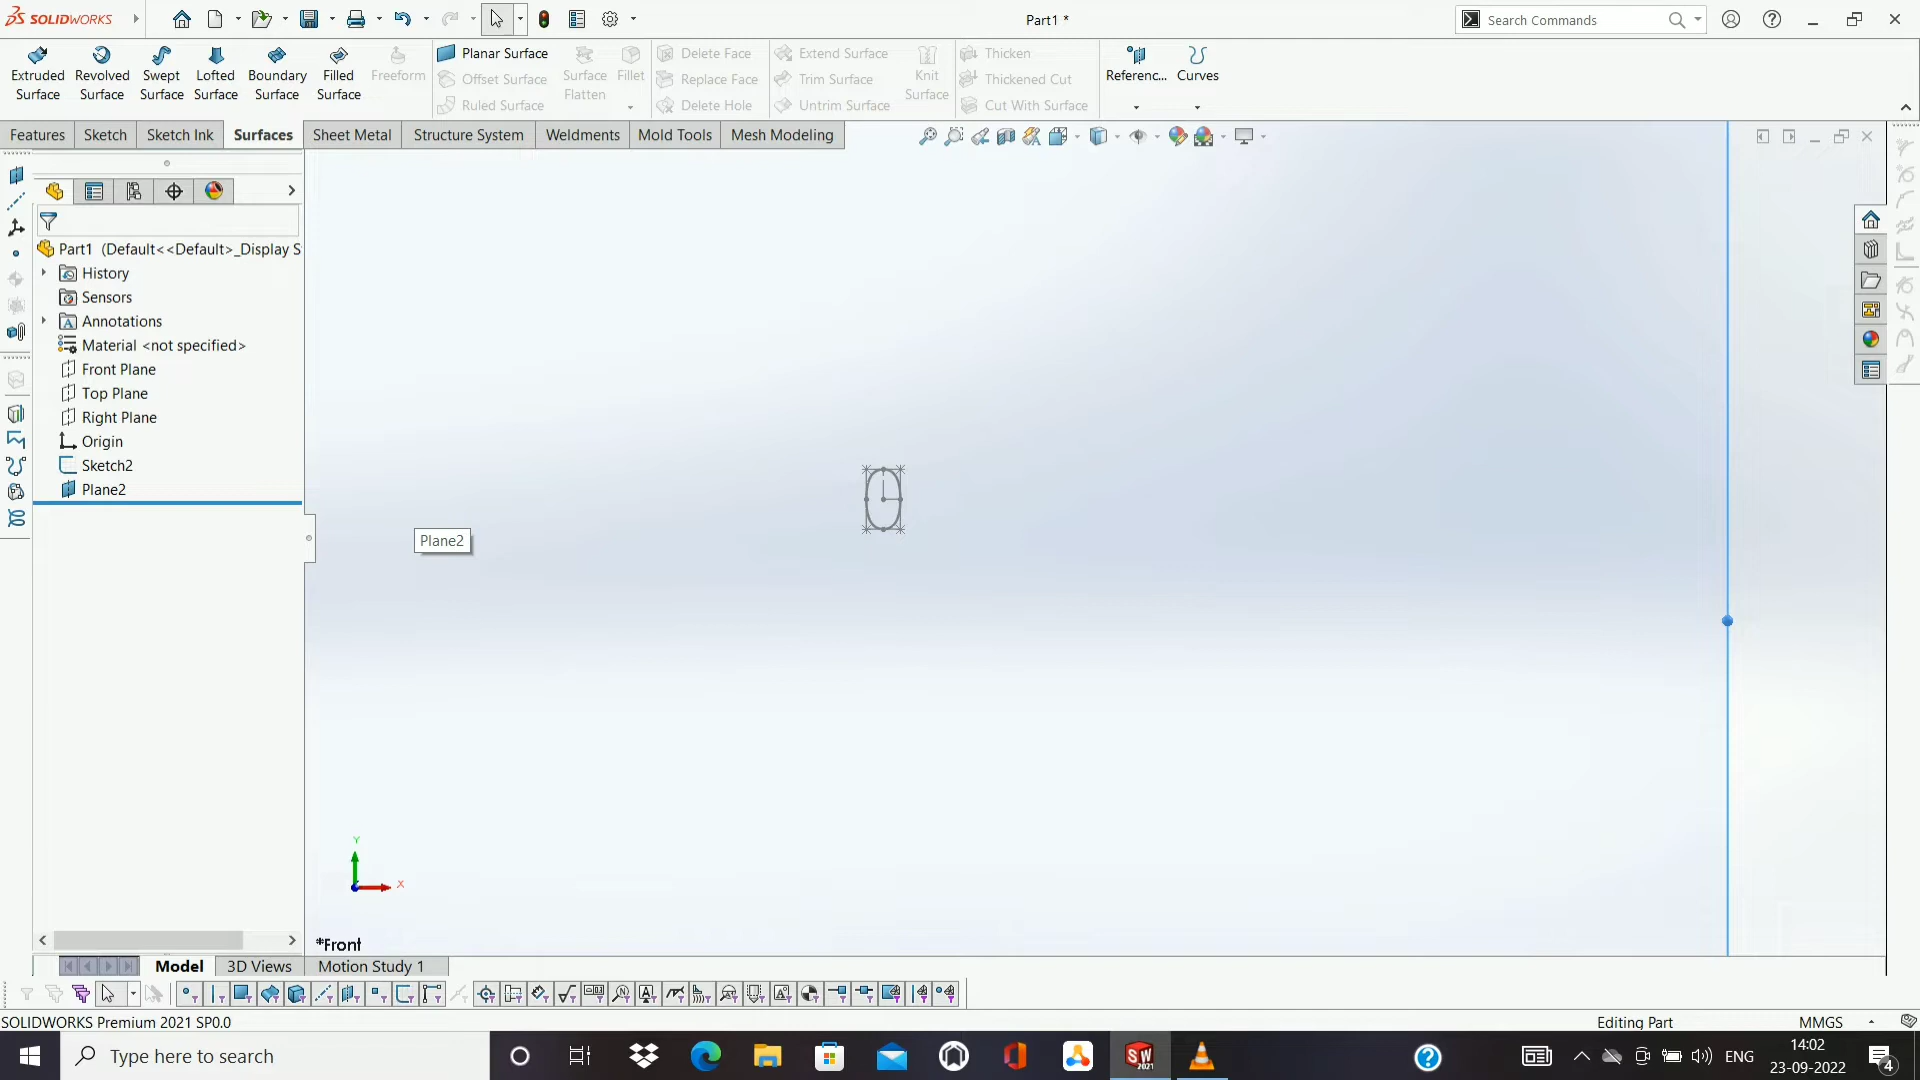 SOLIDWORKS
Part1 *
Search Commands
Extruded Surface
Revolved Surface
Swept Surface
Lofted Surface
Boundary Surface
Filled Surface
Freeform
Planar Surface
Offset Surface
Ruled Surface
Surface Flatten
Fillet
Delete Face
Replace Face
Delete Hole
Extend Surface
Trim Surface
Untrim Surface
Knit Surface
Thicken
Thickened Cut
Cut With Surface
Referenc...
Curves
Features
Sketch
Sketch Ink
Surfaces
Sheet Metal
Structure System
Weldments
Mold Tools
Mesh Modeling
Part1 (Default<<Default>_Display S
History
Sensors
Annotations
Material <not specified>
Front Plane
Top Plane
Right Plane
Origin
Sketch2
Plane2
Plane2
Y
X
*Front
Model
3D Views
Motion Study 1
SOLIDWORKS Premium 2021 SP0.0
Editing Part
MMGS
Type here to search
SW
2021
ENG
14:02
23-09-2022
4